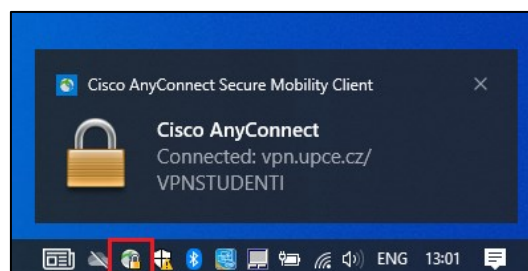 Cisco AnyConnect Secure Mobility Client
Cisco AnyConnect
Connected: vpn.upce.cz/
VPNSTUDENTI
ENG 13:01